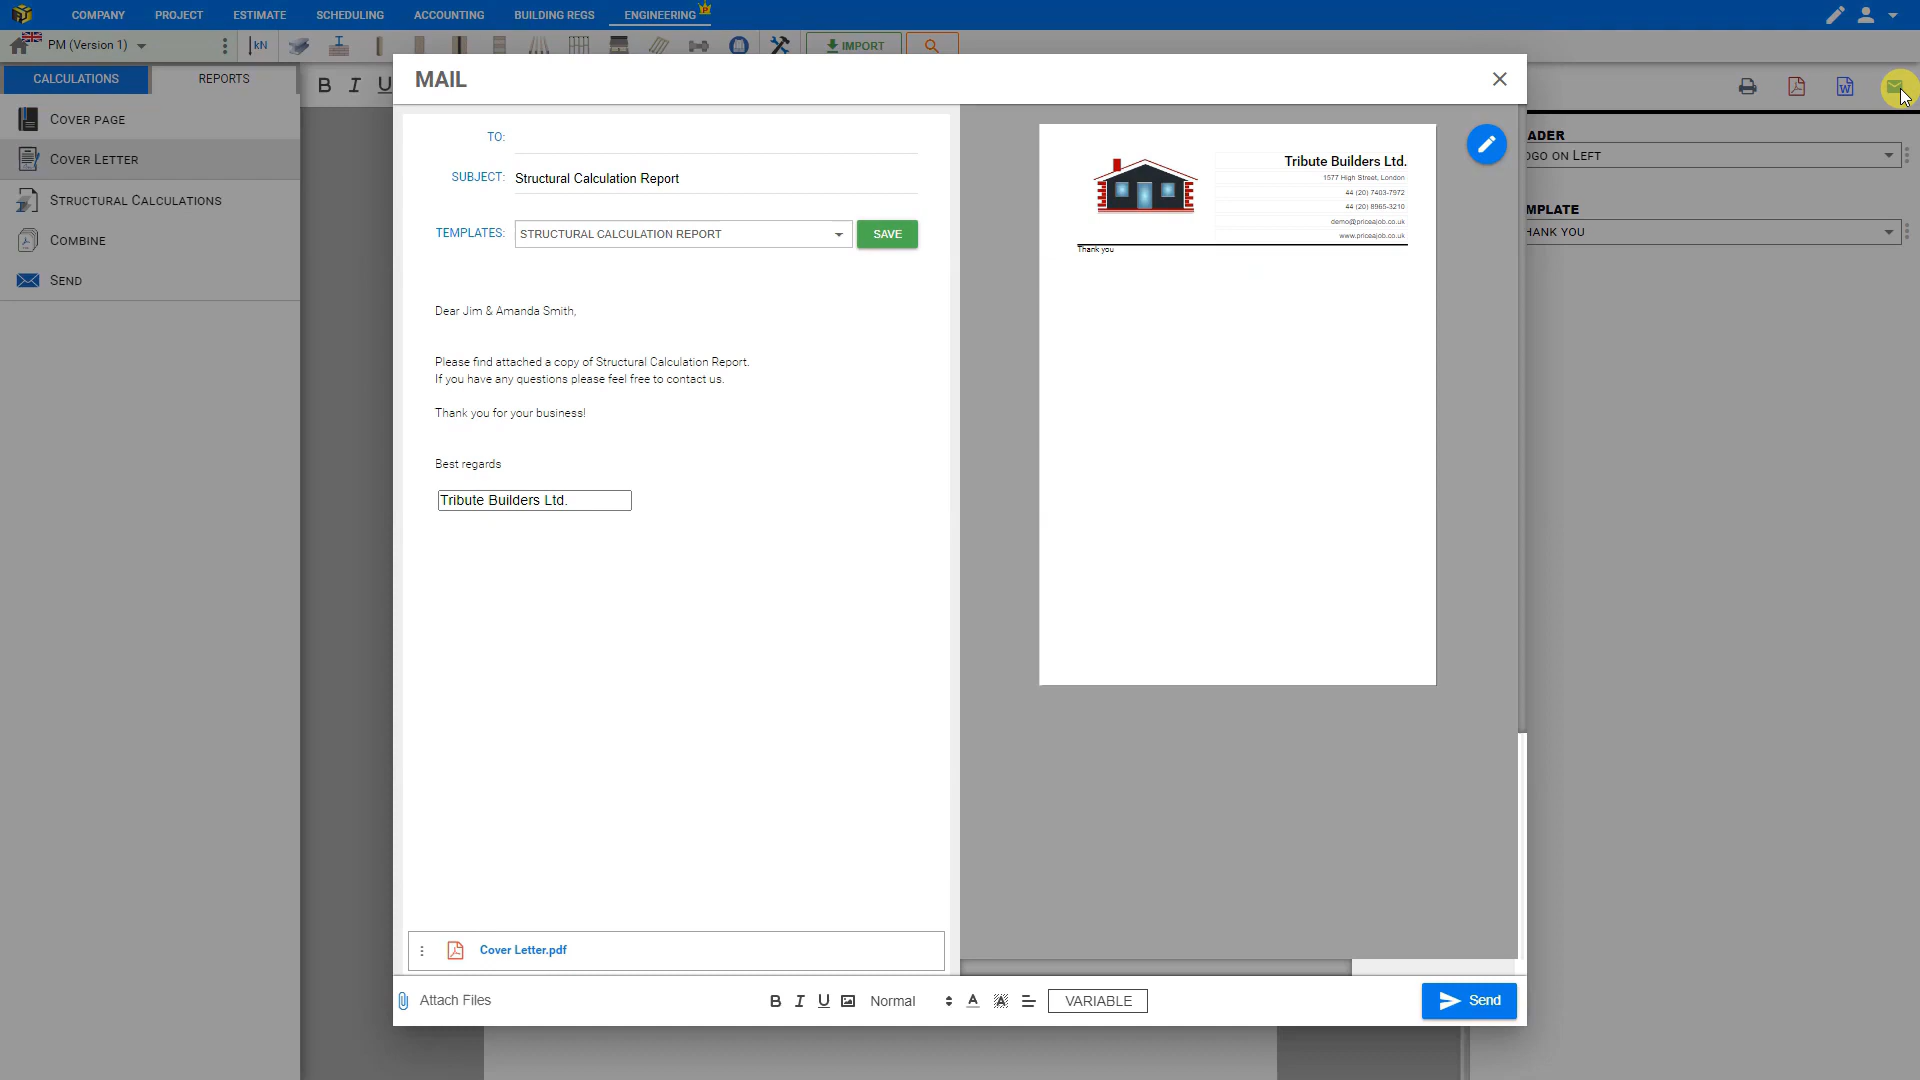 COMPANY PROJECT ESTIMATE SCHEDULING ACCOUNTING BUILDING REGS ENGINEERING
PM (Version 1) kN IMPORT
CALCULATIONS REPORTS B I U
COVER PAGE
COVER LETTER
STRUCTURAL CALCULATIONS
COMBINE
SEND
MAIL
TO:
SUBJECT: Structural Calculation Report
TEMPLATES: STRUCTURAL CALCULATION REPORT SAVE
Dear Jim & Amanda Smith,
Please find attached a copy of Structural Calculation Report.
If you have any questions please feel free to contact us.
Thank you for your business!
Best regards
Tribute Builders Ltd.
Cover Letter.pdf
Attach Files B I U Normal A A VARIABLE Send
Tribute Builders Ltd.
1577 High Street, London
44 (20) 7403-7972
44 (20) 8965-3210
demo@priceajob.co.uk
www.priceajob.co.uk
Thank you
W
ADER
OGO ON LEFT
MPLATE
HANK YOU